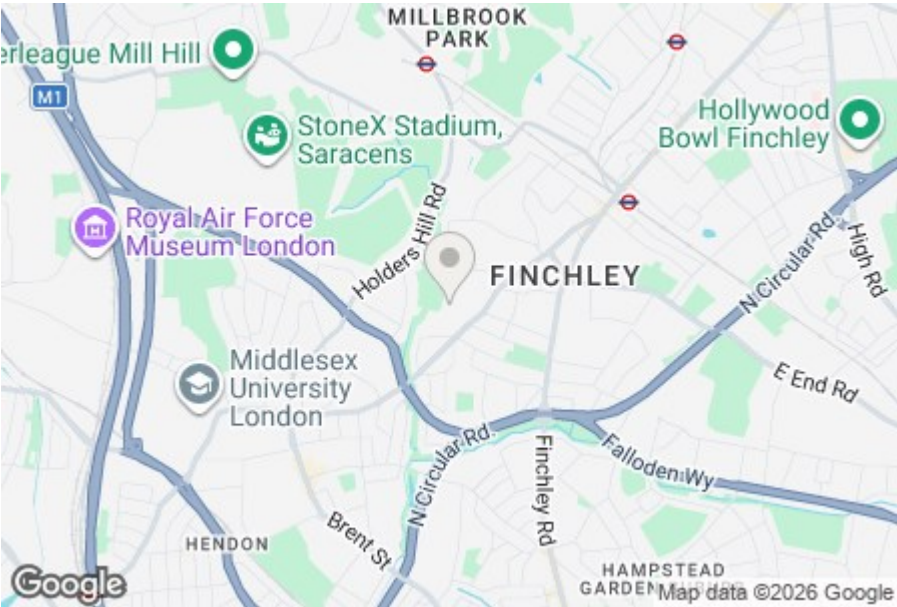 MILLBROOK
PARK
erleague Mill Hill
M1
StoneX Stadium,
Saracens
Hollywood
Bowl Finchley
Royal Air Force
Museum London
Holders Hill Rd
FINCHLEY
N Circular Rd.
High Rd
Middlesex
University
London
E End Rd
N Circular Rd.
Finchley Rd
Falloden Wy
Brent St
HENDON
HAMPSTEAD
GARDEN
Google
Map data ©2026 Google